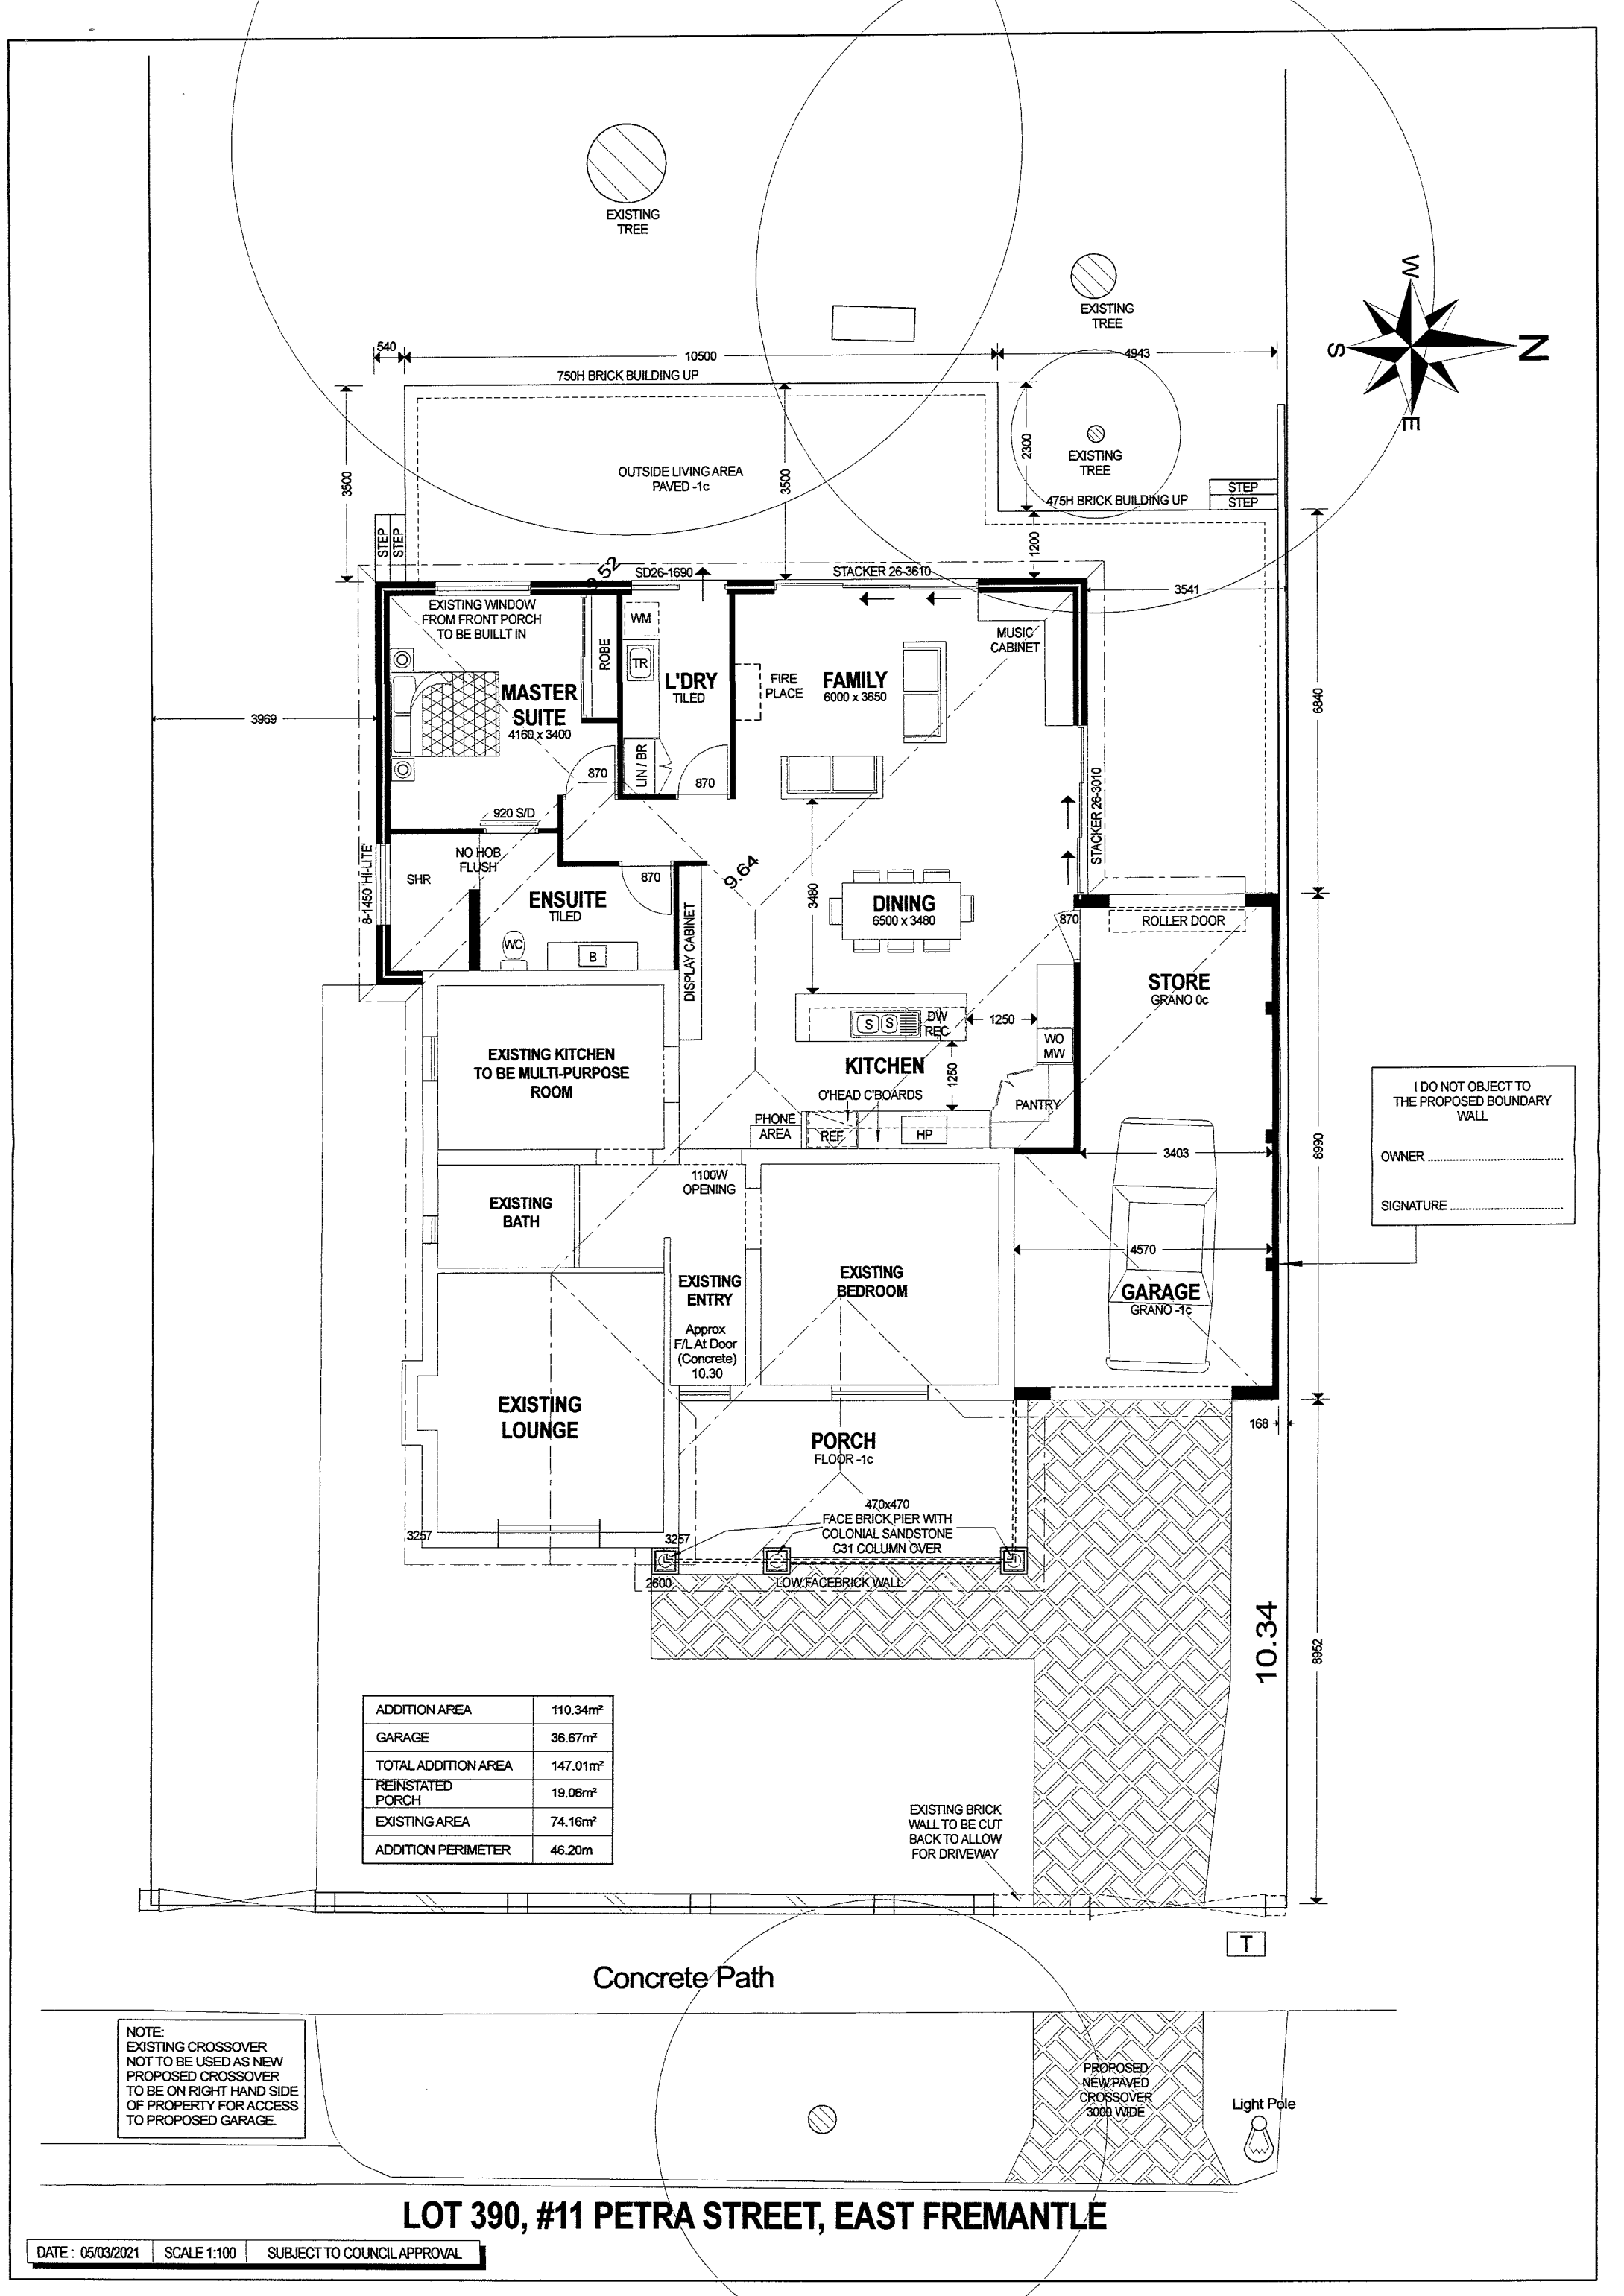 EXISTING
TREE
W
N
S
E
EXISTING
TREE
540
10500
4943
750H BRICK BUILDING UP
3500
3500
2300
EXISTING
TREE
OUTSIDE LIVING AREA
PAVED -1c
475H BRICK BUILDING UP
STEP
STEP
STEP
STEP
1200
9.52
SD26-1690
STACKER 26-3610
3541
EXISTING WINDOW
FROM FRONT PORCH
TO BE BUILLT IN
ROBE
WM
TR
MUSIC
CABINET
MASTER
SUITE
4160 x 3400
L'DRY
TILED
FIRE
PLACE
FAMILY
6000 x 3650
6840
3969
LIN / BR
870
870
STACKER 26-3010
920 S/D
NO HOB
FLUSH
SHR
8-1450 'HI-LITE'
9.64
3480
870
ENSUITE
TILED
DINING
6500 x 3480
870
ROLLER DOOR
WC
B
DISPLAY CABINET
STORE
GRANO 0c
S S
DW
REC
1250
WO
MW
EXISTING KITCHEN
TO BE MULTI-PURPOSE
ROOM
KITCHEN
1250
O'HEAD C'BOARDS
PANTRY
PHONE
AREA
REF
HP
I DO NOT OBJECT TO
THE PROPOSED BOUNDARY
WALL
OWNER
SIGNATURE
3403
8990
1100W
OPENING
EXISTING
BATH
4570
EXISTING
ENTRY
EXISTING
BEDROOM
GARAGE
GRANO -1c
Approx
F/L At Door
(Concrete)
10.30
EXISTING
LOUNGE
168
PORCH
FLOOR -1c
470x470
FACE BRICK PIER WITH
COLONIAL SANDSTONE
C31 COLUMN OVER
3257
3257
2600
LOW FACEBRICK WALL
10.34
8952
ADDITION AREA 110.34m²
GARAGE 36.67m²
TOTAL ADDITION AREA 147.01m²
REINSTATED
PORCH 19.06m²
EXISTING AREA 74.16m²
ADDITION PERIMETER 46.20m
EXISTING BRICK
WALL TO BE CUT
BACK TO ALLOW
FOR DRIVEWAY
T
Concrete Path
NOTE:
EXISTING CROSSOVER
NOT TO BE USED AS NEW
PROPOSED CROSSOVER
TO BE ON RIGHT HAND SIDE
OF PROPERTY FOR ACCESS
TO PROPOSED GARAGE.
PROPOSED
NEW PAVED
CROSSOVER
3000 WIDE
Light Pole
LOT 390, #11 PETRA STREET, EAST FREMANTLE
DATE : 05/03/2021 SCALE 1:100 SUBJECT TO COUNCIL APPROVAL